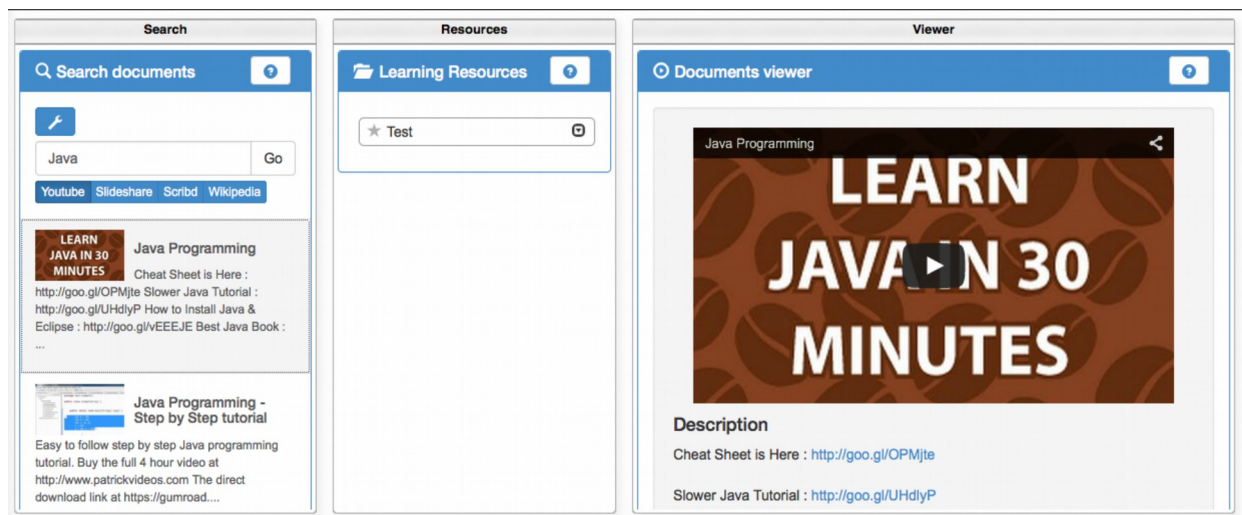 Search
Search documents
Java
Go
Youtube Slideshare Scribd Wikipedia
LEARN
JAVA IN 30
MINUTES
Java Programming
Cheat Sheet is Here :
http://goo.gl/OPMjte Slower Java Tutorial :
http://goo.gl/UHdlyP How to Install Java &
Eclipse : http://goo.gl/vEEEJE Best Java Book :
...
Java Programming -
Step by Step tutorial
Easy to follow step by step Java programming
tutorial. Buy the full 4 hour video at
http://www.patrickvideos.com The direct
download link at https://gumroad....
Resources
Learning Resources
Test
Viewer
Documents viewer
Java Programming
LEARN
JAVA IN 30
MINUTES
Description
Cheat Sheet is Here : http://goo.gl/OPMjte
Slower Java Tutorial : http://goo.gl/UHdlyP